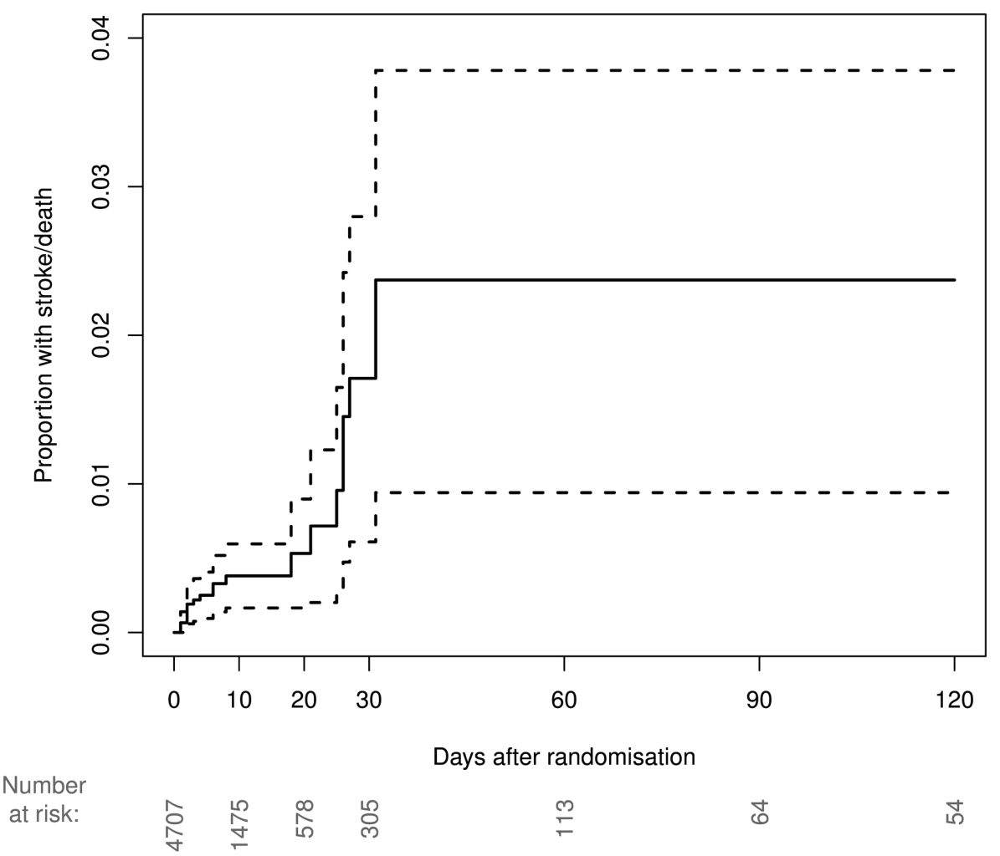 0.04
0.03
0.02
0.01
0.00
Proportion with stroke/death
0 10 20 30 60 90 120
Days after randomisation
Number
at risk:
4707 1475 578 305 113 64 54